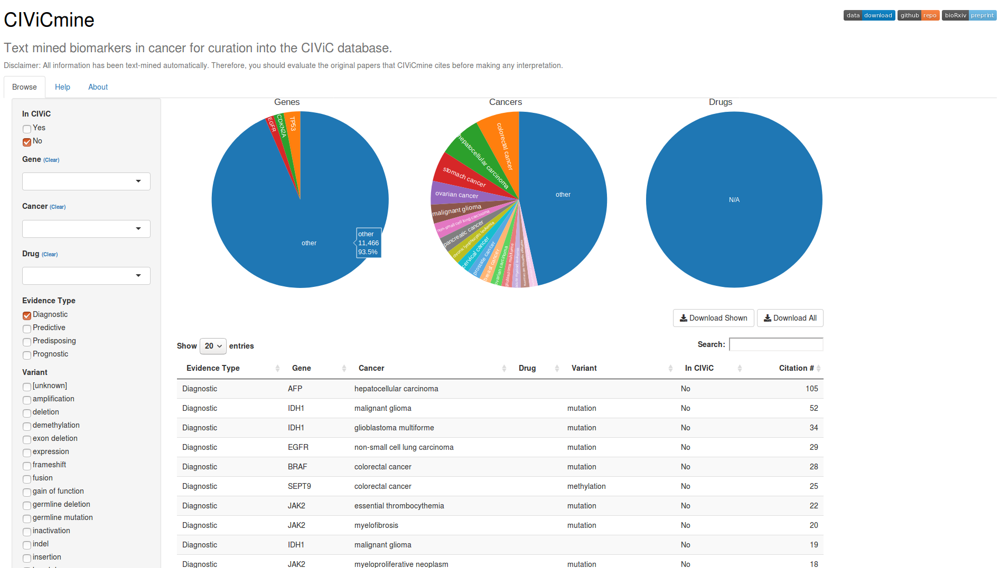 CIViCmine
data download github repo bioRxiv preprint
Text mined biomarkers in cancer for curation into the CIViC database.
Disclaimer: All information has been text-mined automatically. Therefore, you should evaluate the original papers that CIViCmine cites before making any interpretation.
Browse Help About
In CIViC
Yes
No
Gene (Clear)
Cancer (Clear)
Drug (Clear)
Evidence Type
Diagnostic
Predictive
Predisposing
Prognostic
Variant
[unknown]
amplification
deletion
demethylation
exon deletion
expression
frameshift
fusion
gain of function
germline deletion
germline mutation
inactivation
indel
insertion
Genes
EGFR
CDKN2A
TP53
other
other
11,466
93.5%
Cancers
colorectal cancer
hepatocellular carcinoma
stomach cancer
ovarian cancer
malignant glioma
non-small cell lung carcinoma
pancreatic cancer
chronic lymphocytic leukemia
cervical cancer
prostate cancer
breast cancer
ovarian carcinoma
glioblastoma multiforme
acute myeloid leukemia
esophagus squamous cell carcinoma
other
Drugs
N/A
Download Shown Download All
Show 20 entries Search:
Evidence Type Gene Cancer Drug Variant In CIViC Citation #
Diagnostic AFP hepatocellular carcinoma No 105
Diagnostic IDH1 malignant glioma mutation No 52
Diagnostic IDH1 glioblastoma multiforme mutation No 34
Diagnostic EGFR non-small cell lung carcinoma mutation No 29
Diagnostic BRAF colorectal cancer mutation No 28
Diagnostic SEPT9 colorectal cancer methylation No 25
Diagnostic JAK2 essential thrombocythemia mutation No 22
Diagnostic JAK2 myelofibrosis mutation No 20
Diagnostic IDH1 malignant glioma No 19
Diagnostic JAK2 myeloproliferative neoplasm mutation No 18